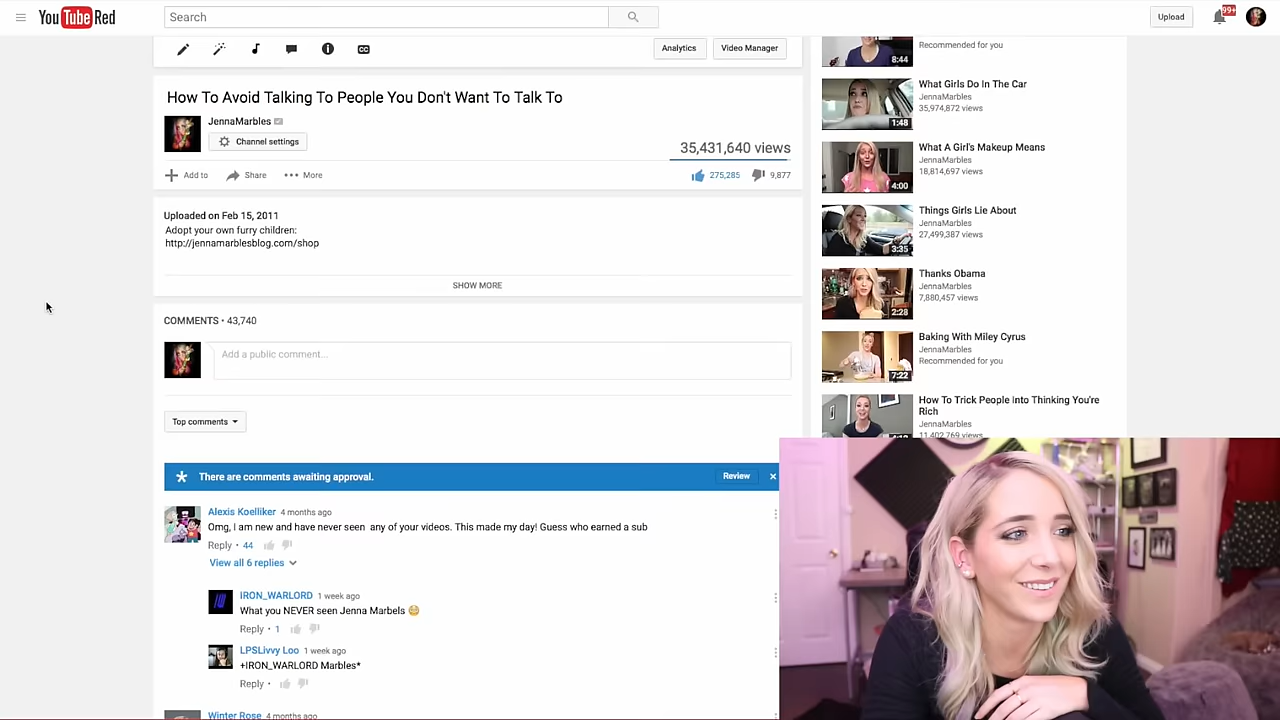 YouTube Red
Search
Upload
99+
Analytics
Video Manager
CC
How To Avoid Talking To People You Don't Want To Talk To
JennaMarbles
Channel settings
35,431,640 views
Add to
Share
••• More
275,285
9,877
Uploaded on Feb 15, 2011
Adopt your own furry children:
http://jennamarblesblog.com/shop
SHOW MORE
COMMENTS • 43,740
Add a public comment...
Top comments
There are comments awaiting approval.
Review
×
Alexis Koelliker 4 months ago
Omg, I am new and have never seen any of your videos. This made my day! Guess who earned a sub
Reply • 44
View all 6 replies
IRON_WARLORD 1 week ago
What you NEVER seen Jenna Marbels 😳
Reply • 1
LPSLivvy Loo 1 week ago
+IRON_WARLORD Marbles*
Reply •
Winter Rose 4 months ago
8:44
Recommended for you
1:48
What Girls Do In The Car
JennaMarbles
35,974,872 views
4:00
What A Girl's Makeup Means
JennaMarbles
18,814,697 views
3:35
Things Girls Lie About
JennaMarbles
27,499,387 views
2:28
Thanks Obama
JennaMarbles
7,880,457 views
7:22
Baking With Miley Cyrus
JennaMarbles
Recommended for you
How To Trick People Into Thinking You're
Rich
JennaMarbles
11,402,769 views